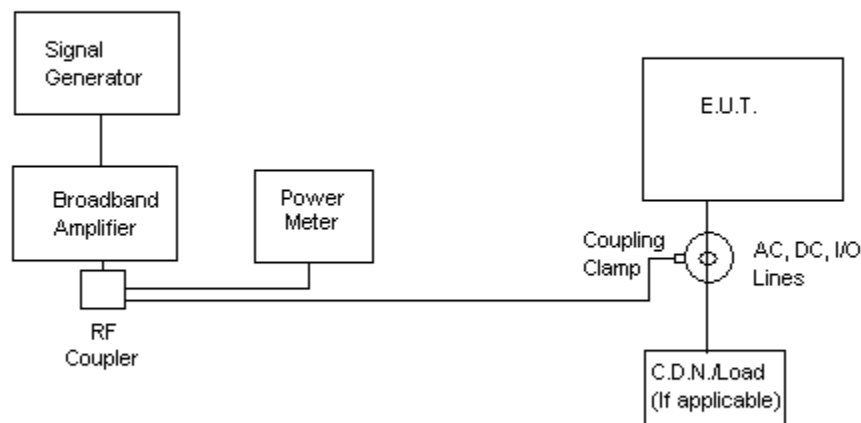 Signal
Generator
Broadband
Amplifier
Power
Meter
RF
Coupler
E.U.T.
Coupling
Clamp
AC, DC, I/O
Lines
C.D.N./Load
(If applicable)